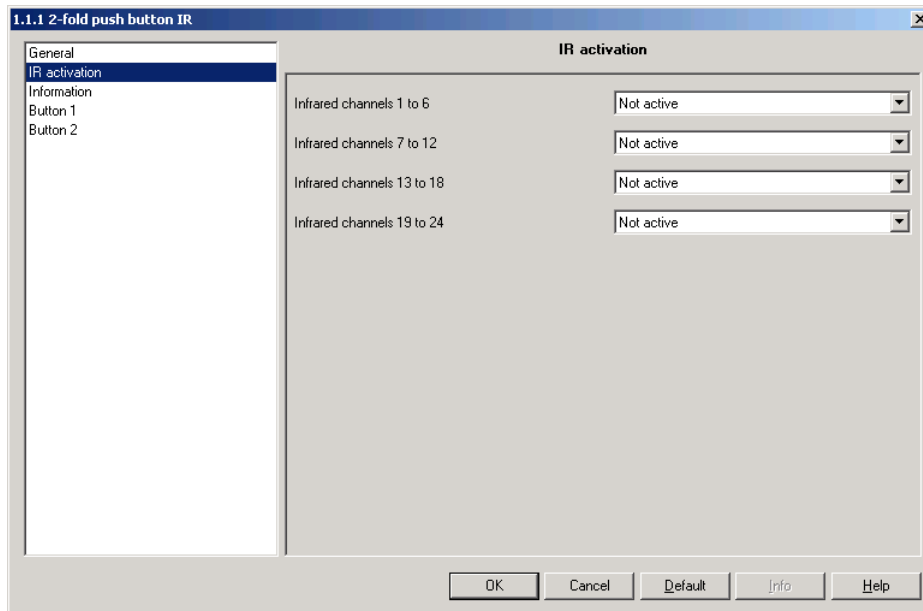 1.1.1 2-fold push button IR
General
IR activation
Information
Button 1
Button 2
IR activation
Infrared channels 1 to 6 Not active
Infrared channels 7 to 12 Not active
Infrared channels 13 to 18 Not active
Infrared channels 19 to 24 Not active
OK Cancel Default Info Help